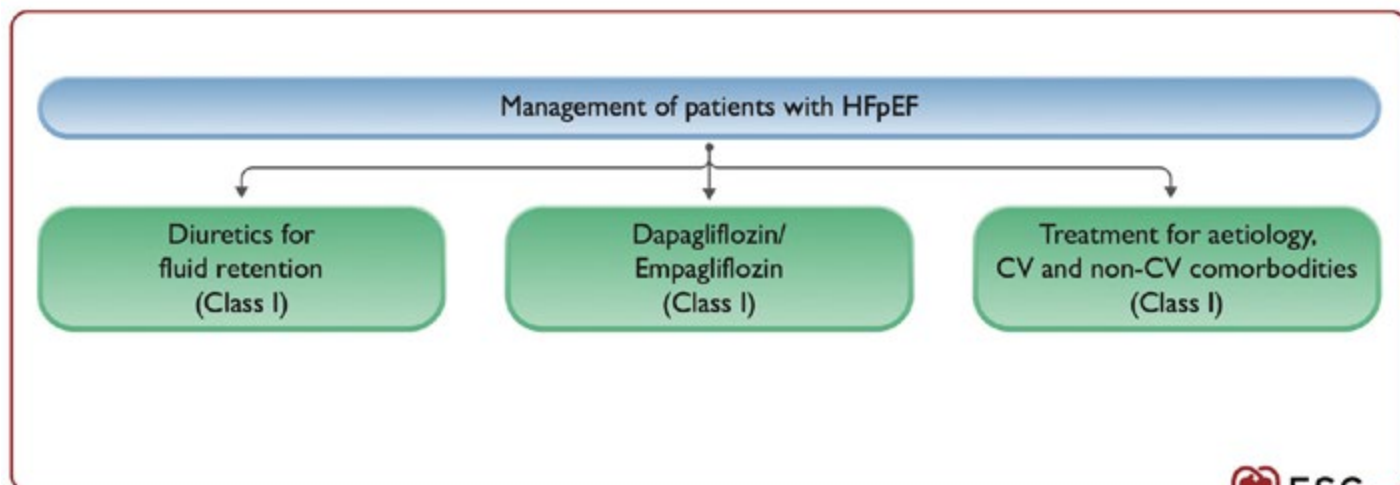 Management of patients with HFpEF
Diuretics for
fluid retention
(Class I)
Dapagliflozin/
Empagliflozin
(Class I)
Treatment for aetiology,
CV and non-CV comorbodities
(Class I)
ESC